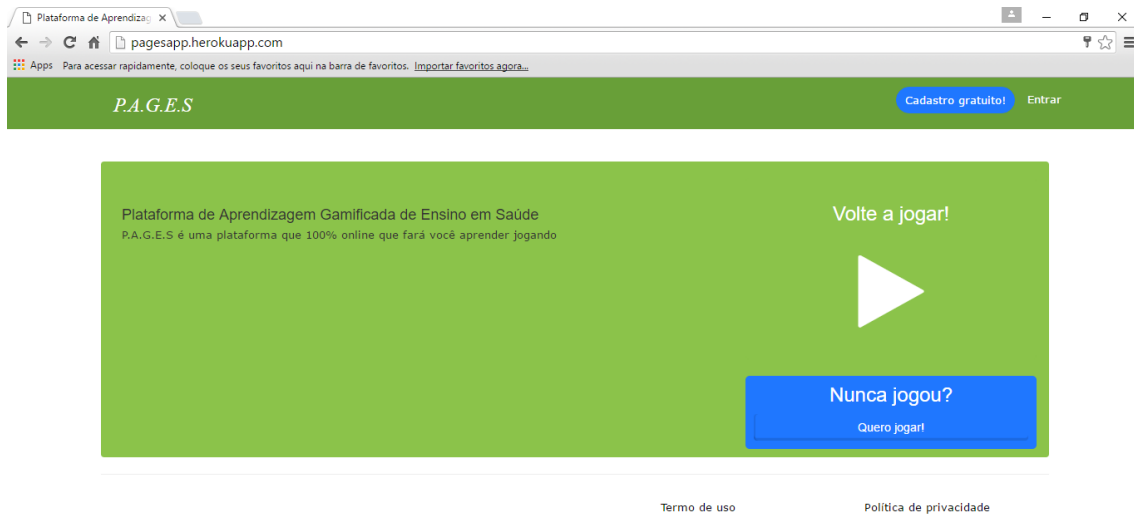 Plataforma de Aprendizag
pagesapp.herokuapp.com
Apps Para acessar rapidamente, coloque os seus favoritos aqui na barra de favoritos. Importar favoritos agora...
P.A.G.E.S
Cadastro gratuito! Entrar
Plataforma de Aprendizagem Gamificada de Ensino em Saúde
P.A.G.E.S é uma plataforma que 100% online que fará você aprender jogando
Volte a jogar!
Nunca jogou?
Quero jogar!
Termo de uso Política de privacidade